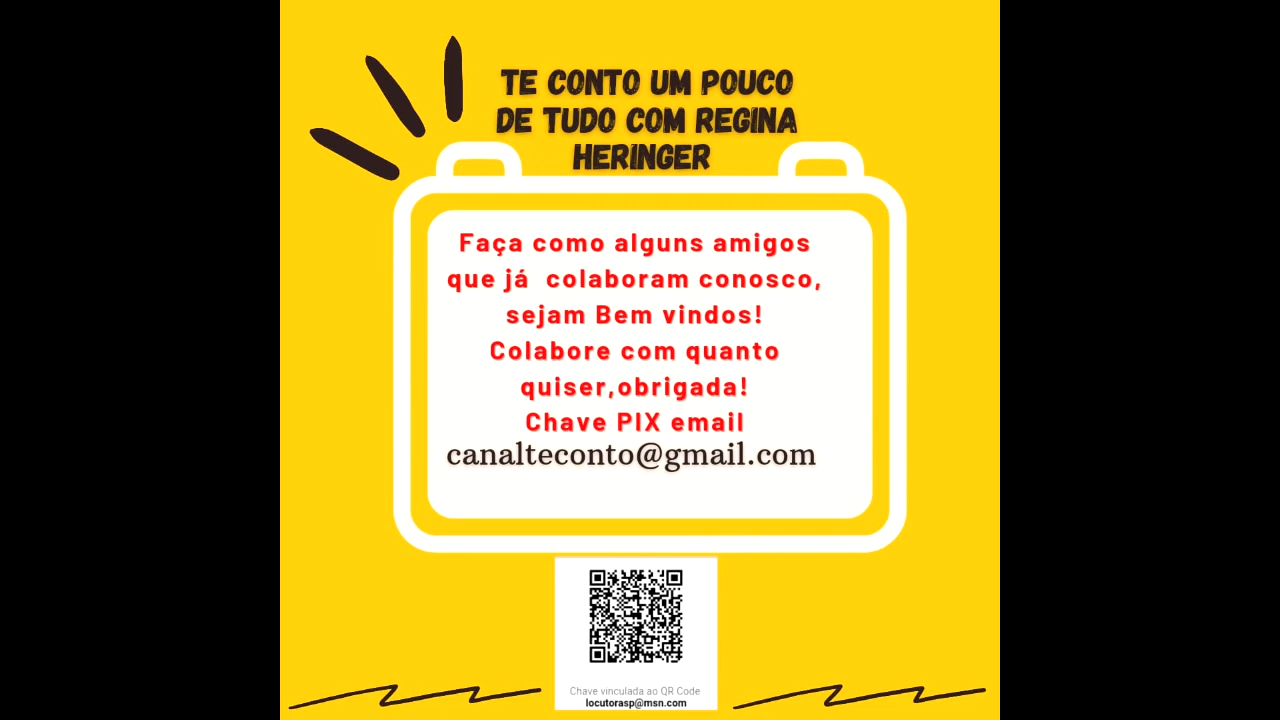 TE CONTO UM POUCO
DE TUDO COM REGINA
HERINGER
Faça como alguns amigos
que já colaboram conosco,
sejam Bem vindos!
Colabore com quanto
quiser,obrigada!
Chave PIX email
canalteconto@gmail.com
Chave vinculada ao QR Code
locutorasp@msn.com